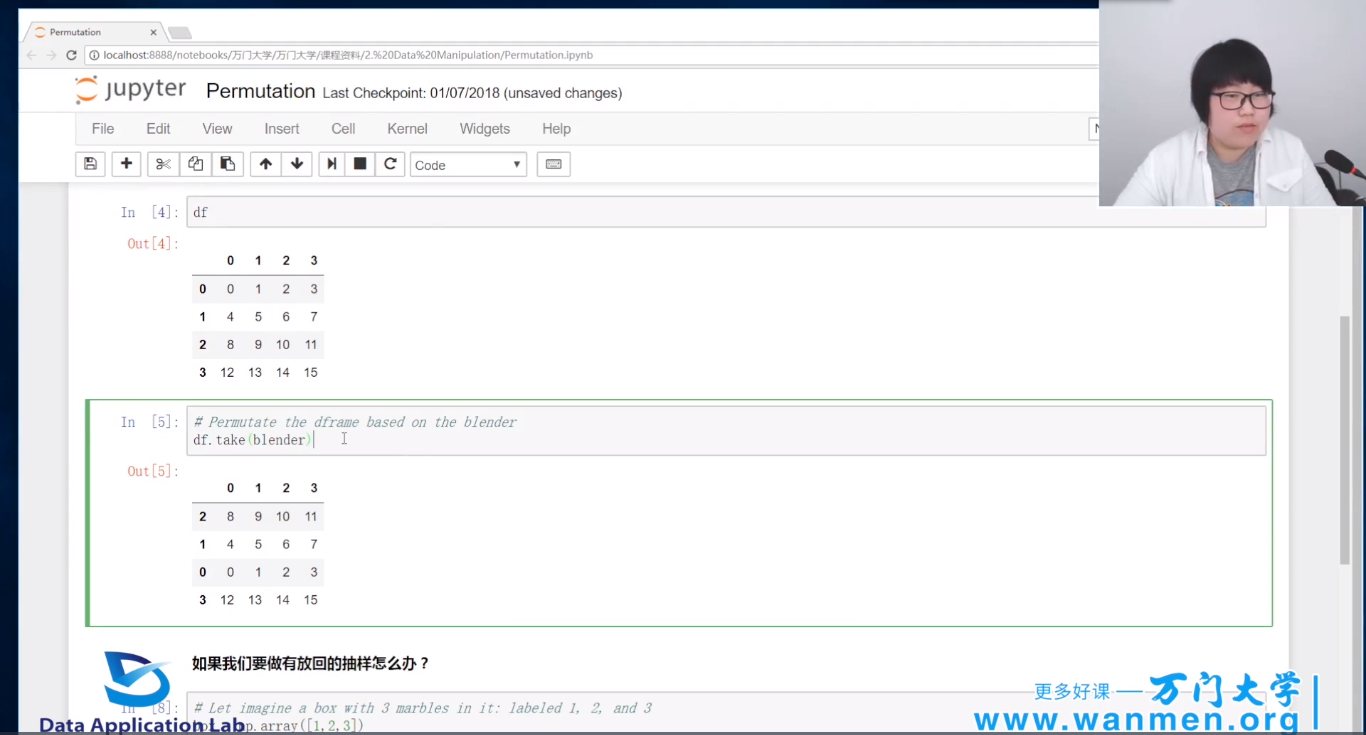 Permutation
localhost:8888/notebooks/万门大学/万门大学/课程资料/2.%20Data%20Manipulation/Permutation.ipynb
jupyter Permutation Last Checkpoint: 01/07/2018 (unsaved changes)
File Edit View Insert Cell Kernel Widgets Help
Code
In [4]: df
Out[4]:
0 1 2 3
0 0 1 2 3
1 4 5 6 7
2 8 9 10 11
3 12 13 14 15
In [5]: # Permutate the dframe based on the blender
df.take(blender)
Out[5]:
0 1 2 3
2 8 9 10 11
1 4 5 6 7
0 0 1 2 3
3 12 13 14 15
如果我们要做有放回的抽样怎么办？
In [8]: # Let imagine a box with 3 marbles in it: labeled 1, 2, and 3
.array([1,2,3])
Data Application Lab
更多好课 — 万门大学
www.wanmen.org